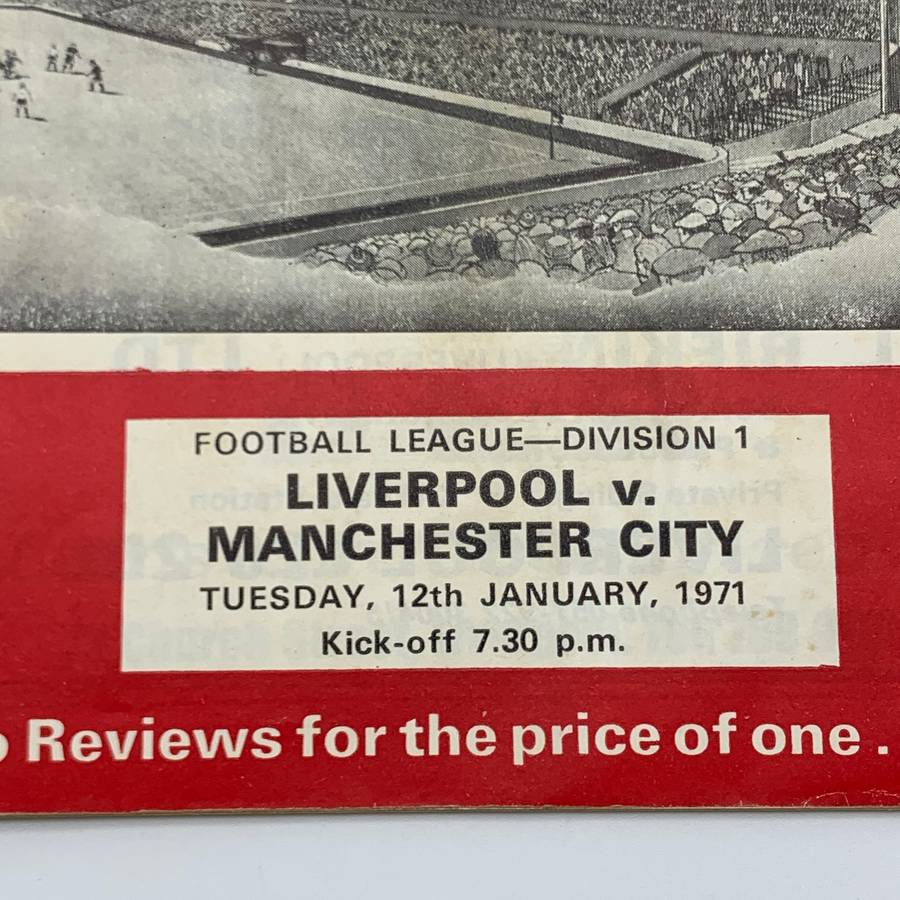 FOOTBALL LEAGUE—DIVISION 1
LIVERPOOL v.
MANCHESTER CITY
TUESDAY, 12th JANUARY, 1971
Kick-off 7.30 p.m.
Reviews for the price of one .